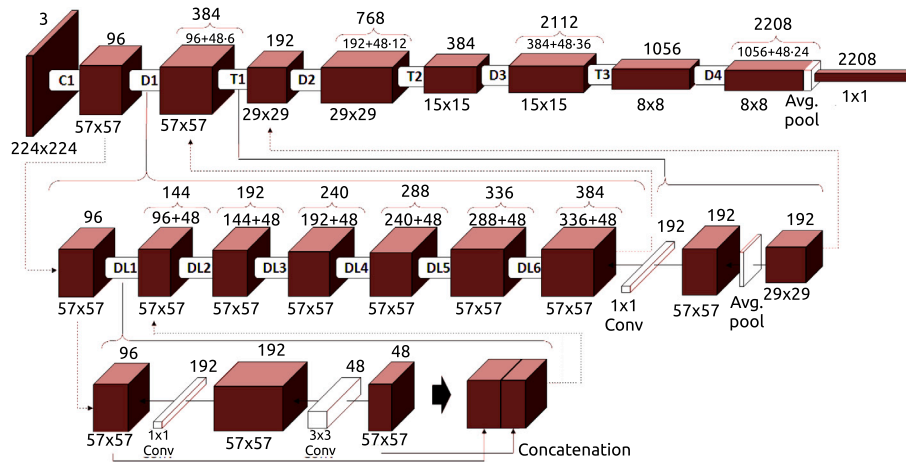 3
96
384
96+48·6
192
768
192+48·12
384
2112
384+48·36
1056
2208
1056+48·24
2208
C1
D1
T1
D2
T2
D3
T3
D4
224x224
57x57
57x57
29x29
29x29
15x15
15x15
8x8
8x8
Avg.
pool
1x1
96
144
96+48
192
144+48
240
192+48
288
240+48
336
288+48
384
336+48
192
192
192
DL1
DL2
DL3
DL4
DL5
DL6
57x57
57x57
57x57
57x57
57x57
57x57
57x57
1x1
Conv
57x57
Avg.
pool
29x29
96
192
192
48
48
57x57
1x1
Conv
57x57
3x3
Conv
57x57
Concatenation